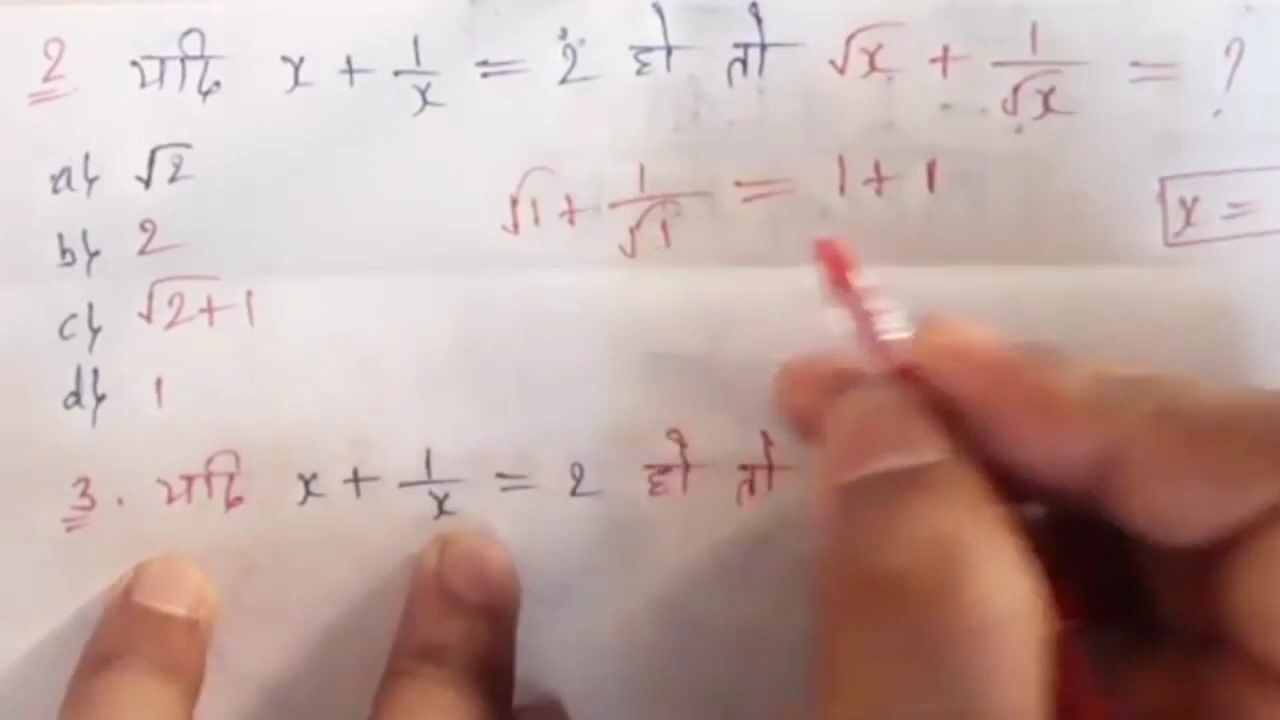 2 यदि x + 1/x = 2 हो तो √x + 1/√x = ?
a) √2
√1 + 1/√1 = 1 + 1
x =
b) 2
c) √2+1
d) 1
3. यदि x + 1/x = 2 हो तो